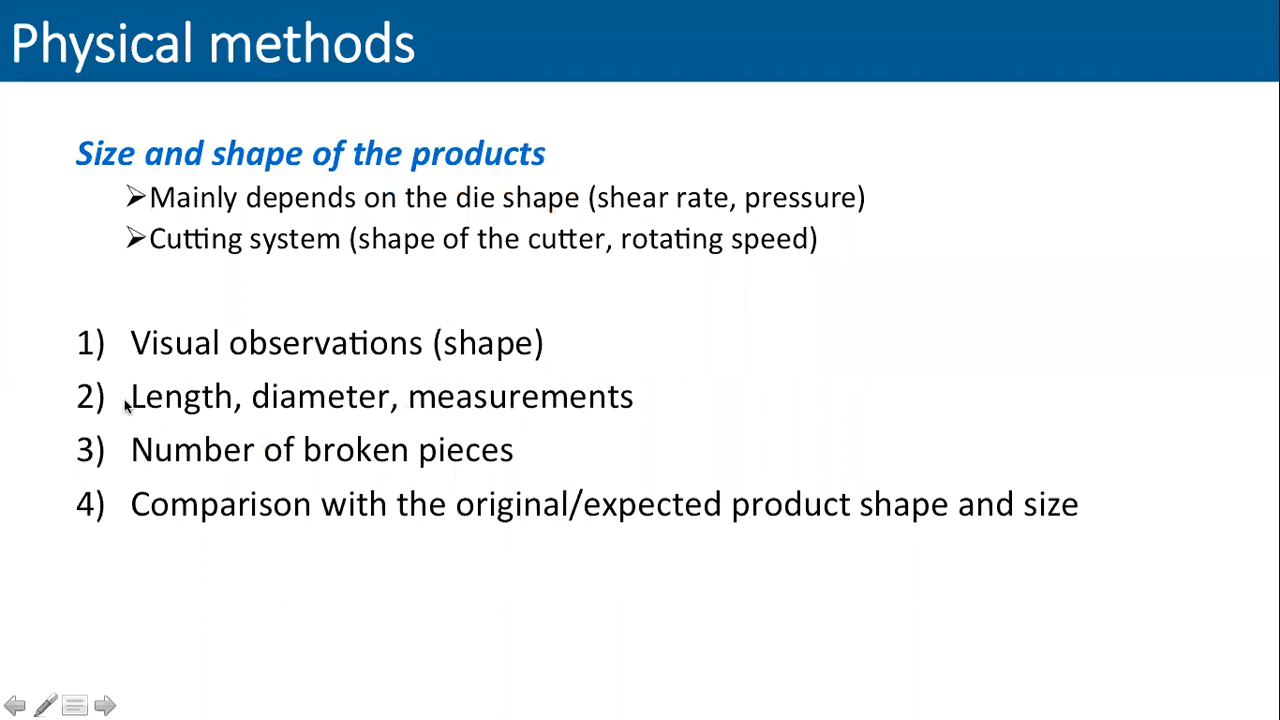 Physical methods
Size and shape of the products
➢Mainly depends on the die shape (shear rate, pressure)
➢Cutting system (shape of the cutter, rotating speed)
1) Visual observations (shape)
2) Length, diameter, measurements
3) Number of broken pieces
4) Comparison with the original/expected product shape and size